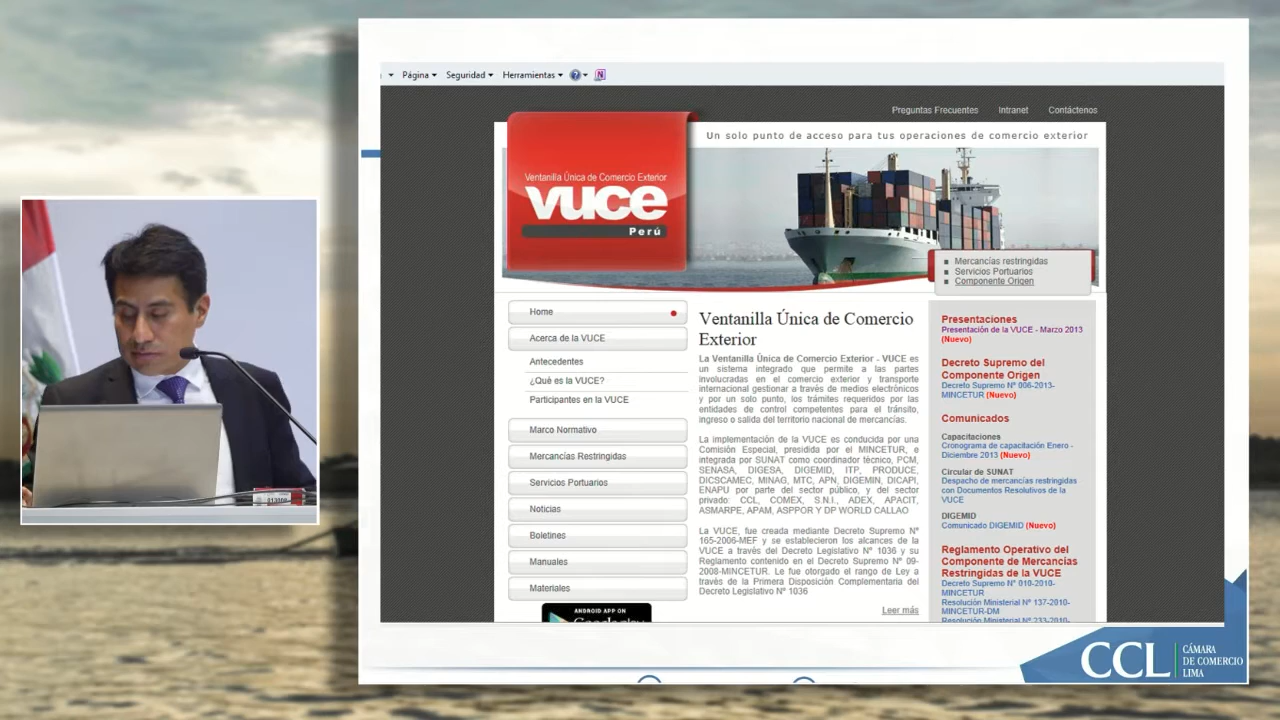 Página
Seguridad
Herramientas
Preguntas Frecuentes
Intranet
Contáctenos
Un solo punto de acceso para tus operaciones de comercio exterior
Ventanilla Única de Comercio Exterior
vuce
Perú
Mercancías restringidas
Servicios Portuarios
Componente Origen
Home
Acerca de la VUCE
Antecedentes
¿Qué es la VUCE?
Participantes en la VUCE
Marco Normativo
Mercancías Restringidas
Servicios Portuarios
Noticias
Boletines
Manuales
Materiales
ANDROID APP ON
Ventanilla Única de Comercio
Exterior
La Ventanilla Única de Comercio Exterior - VUCE es
un sistema integrado que permite a las partes
involucradas en el comercio exterior y transporte
internacional gestionar a través de medios electrónicos
y por un solo punto, los trámites requeridos por las
entidades de control competentes para el tránsito,
ingreso o salida del territorio nacional de mercancías.
La implementación de la VUCE es conducida por una
Comisión Especial, presidida por el MINCETUR, e
integrada por SUNAT como coordinador técnico, PCM,
SENASA, DIGESA, DIGEMID, ITP, PRODUCE,
DICSCAMEC, MINAG, MTC, APN, DIGEMIN, DICAPI,
ENAPU por parte del sector público, y del sector
privado CCL, COMEX, S.N.I., ADEX, APACIT,
ASMARPE, APAM, ASPPOR Y DP WORLD CALLAO
La VUCE, fue creada mediante Decreto Supremo Nº
165-2006-MEF y se establecieron los alcances de la
VUCE a través del Decreto Legislativo Nº 1036 y su
Reglamento contenido en el Decreto Supremo Nº 09-
2008-MINCETUR. Le fue otorgado el rango de Ley a
través de la Primera Disposición Complementaria del
Decreto Legislativo Nº 1036
Leer más
Presentaciones
Presentación de la VUCE - Marzo 2013
(Nuevo)
Decreto Supremo del
Componente Origen
Decreto Supremo Nº 006-2013-
MINCETUR (Nuevo)
Comunicados
Capacitaciones
Cronograma de capacitación Enero -
Diciembre 2013 (Nuevo)
Circular de SUNAT
Despacho de mercancías restringidas
con Documentos Resolutivos de la
VUCE
DIGEMID
Comunicado DIGEMID (Nuevo)
Reglamento Operativo del
Componente de Mercancías
Restringidas de la VUCE
Decreto Supremo N° 010-2010-
MINCETUR
Resolución Ministerial Nº 137-2010-
MINCETUR-DM
Resolución Ministerial Nº 233-2010-
CCL
CÁMARA
DE COMERCIO
LIMA